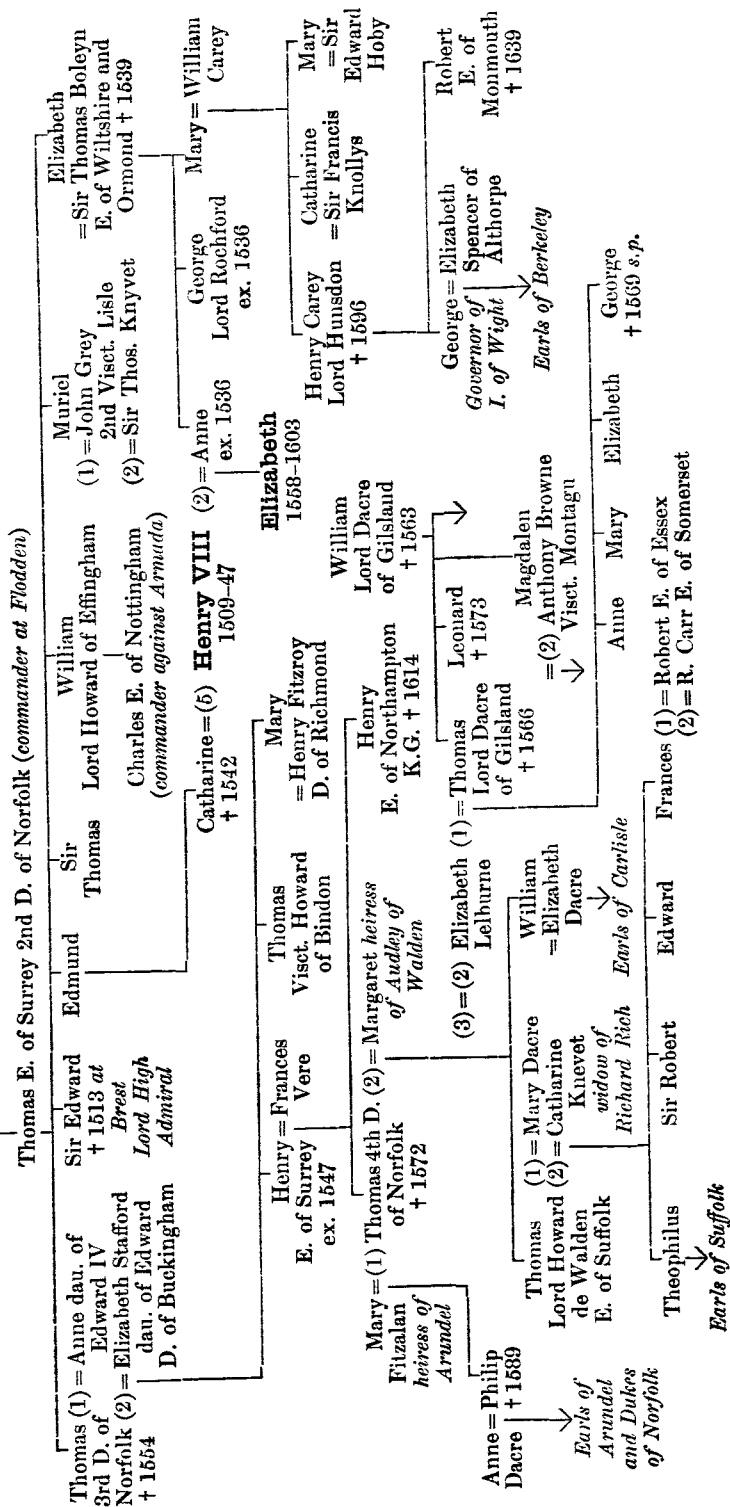 Thomas E. of Surrey 2nd D. of Norfolk (commander at Flodden)
Thomas (1) = Anne dau. of
3rd D. of Edward IV
Norfolk (2) = Elizabeth Stafford
† 1554 dau. of Edward
D. of Buckingham
Sir Edward
† 1513 at
Brest
Lord High
Admiral
Edmund
Sir
Thomas
William
Lord Howard of Effingham
Charles E. of Nottingham
(commander against Armada)
Muriel
(1) = John Grey
2nd Visct. Lisle
(2) = Sir Thos. Knyvet
Elizabeth
= Sir Thomas Boleyn
E. of Wiltshire and
Ormond † 1539
Catharine = (5) Henry VIII (2) = Anne
† 1542 1509–47 ex. 1536
George
Lord Rochford
ex. 1536
Mary = William
Carey
Elizabeth
1558–1603
Henry Carey
Lord Hunsdon
† 1596
Catharine
= Sir Francis
Knollys
Mary
= Sir
Edward
Hoby
Henry = Frances
E. of Surrey Vere
ex. 1547
Thomas
Visct. Howard
of Bindon
Mary
= Henry Fitzroy
D. of Richmond
George = Elizabeth
Governor of Spencer of
I. of Wight Althorpe
Earls of Berkeley
Robert
E. of
Monmouth
† 1639
Mary = (1) Thomas 4th D. (2) = Margaret heiress
Fitzalan of Norfolk of Audley of
heiress of † 1572 Walden
Arundel
Henry
E. of Northampton
K.G. † 1614
William
Lord Dacre
of Gilsland
† 1563
(3) = (2) Elizabeth (1) = Thomas
Lelburne Lord Dacre
of Gilsland
† 1566
Leonard
† 1573
Magdalen
= (2) Anthony Browne
Visct. Montagu
Anne = Philip
Dacre † 1589
Earls of
Arundel
and Dukes
of Norfolk
Thomas (1) = Mary Dacre
Lord Howard (2) = Catharine
de Walden Knevet
E. of Suffolk widow of
Richard Rich
William
= Elizabeth
Dacre
Earls of Carlisle
Anne
Mary
Elizabeth
George
† 1569 s.p.
Theophilus
Earls of Suffolk
Sir Robert
Edward
Frances (1) = Robert E. of Essex
(2) = R. Carr E. of Somerset